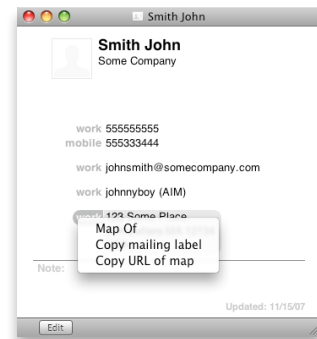 Smith John
Smith John
Some Company
work 555555555
mobile 555333444
work johnsmith@somecompany.com
work johnnyboy (AIM)
work 123 Some Place
Map Of
Copy mailing label
Copy URL of map
Note:
Updated: 11/15/07
Edit